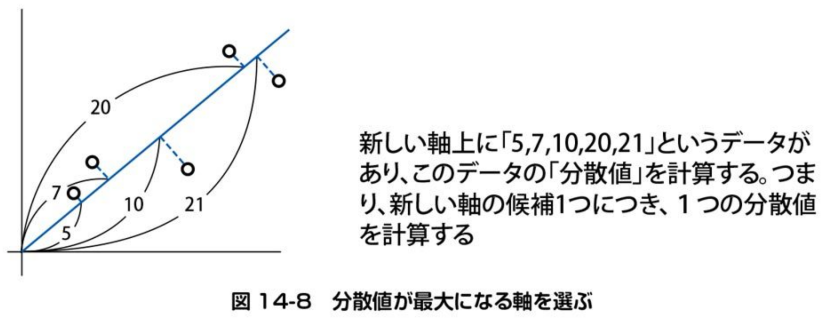 20
7
5
10
21
新しい軸上に「5,7,10,20,21」というデータが
あり、このデータの「分散値」を計算する。つま
り、新しい軸の候補1つにつき、1つの分散値
を計算する
図 14-8　分散値が最大になる軸を選ぶ